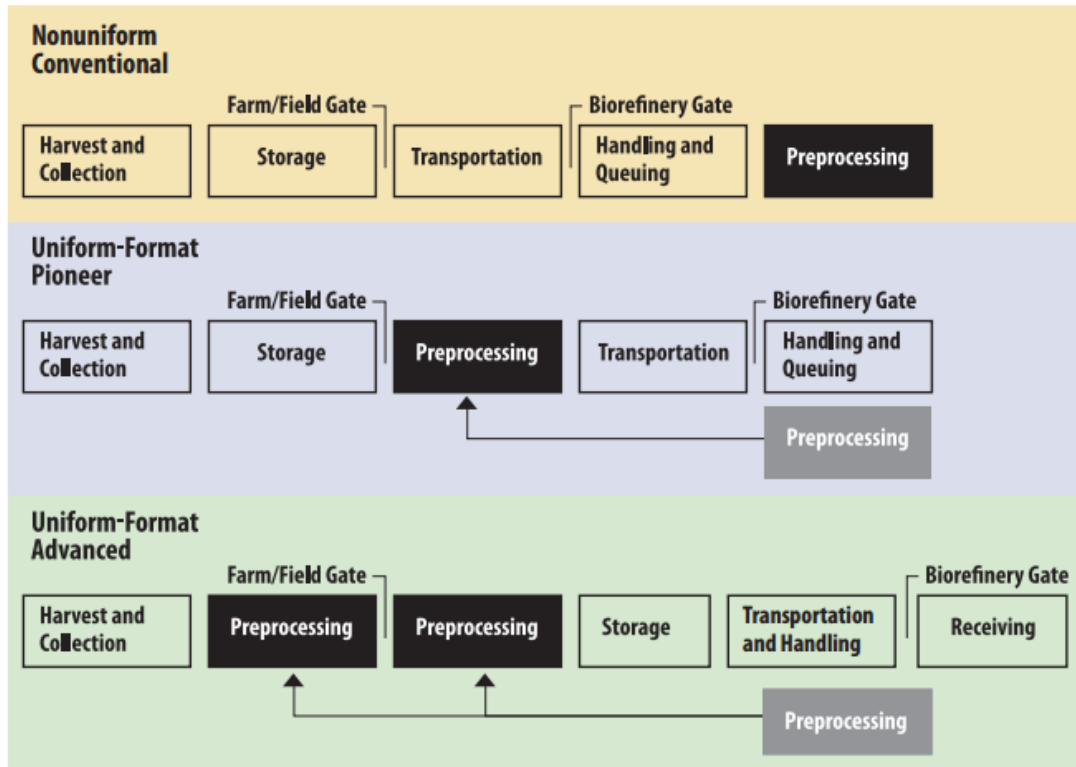 Nonuniform
Conventional
Farm/Field Gate
Biorefinery Gate
Harvest and
Collection
Storage
Transportation
Handling and
Queuing
Preprocessing
Uniform-Format
Pioneer
Farm/Field Gate
Biorefinery Gate
Harvest and
Collection
Storage
Preprocessing
Transportation
Handling and
Queuing
Preprocessing
Uniform-Format
Advanced
Farm/Field Gate
Biorefinery Gate
Harvest and
Collection
Preprocessing
Preprocessing
Storage
Transportation
and Handling
Receiving
Preprocessing